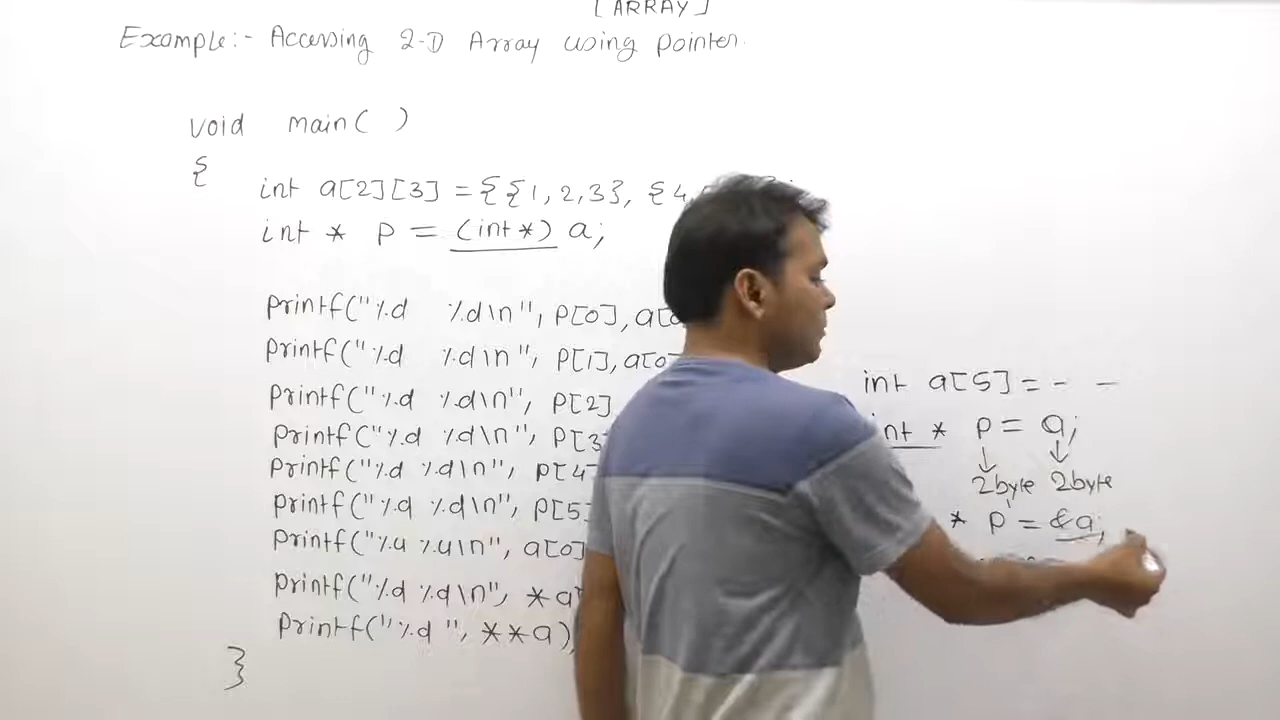 [ARRAY]
Example:- Accessing 2-D Array using pointer.
void main( )
{
int a[2][3] = {{1,2,3}, {4,
int * p = (int*) a;
printf("%d %d\n", p[0], a[0
printf("%d %d\n", p[1], a[0
printf("%d %d\n", p[2]
printf("%d %d\n", p[3
printf("%d %d\n", p[4
printf("%d %d\n", p[5]
printf("%u %u\n", a[0]
printf("%d %d\n", *a
printf("%d ", **a)
}
int a[5] = - -
int * p = a;
2byte 2byte
* p' = &a;